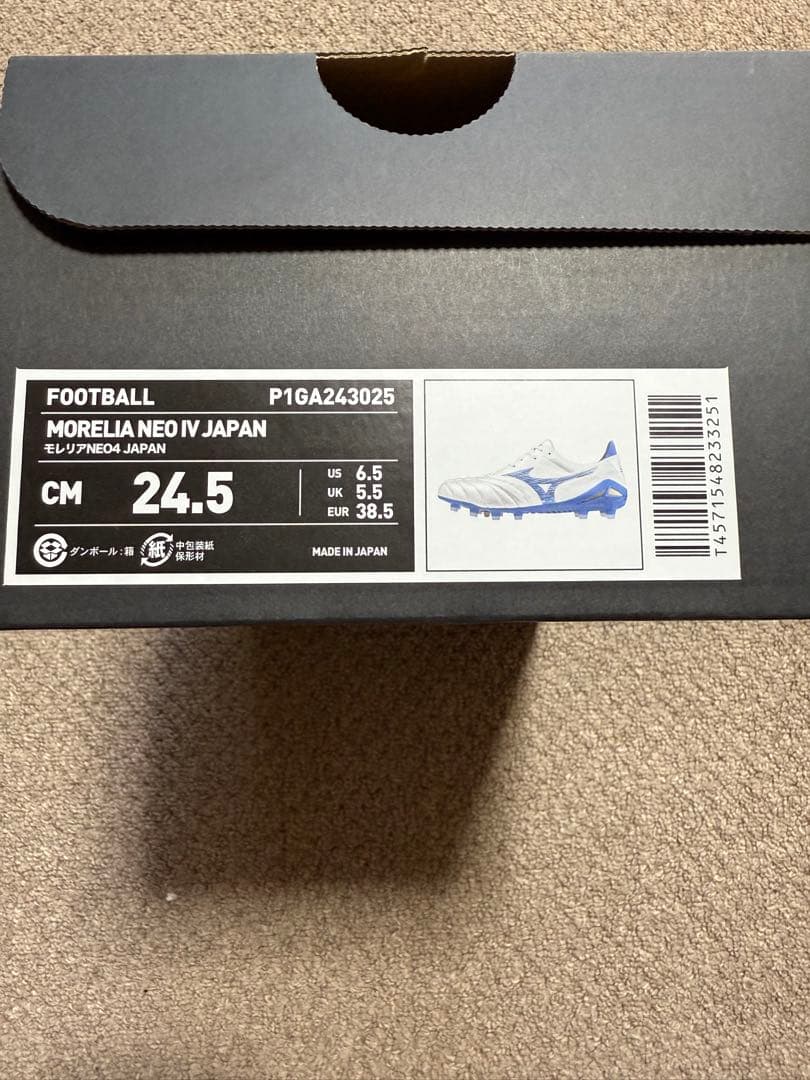 FOOTBALL P1GA243025
MORELIA NEO IV JAPAN
モレリアNEO4 JAPAN
CM 24.5
US 6.5
UK 5.5
EUR 38.5
ダンボール:箱
紙
中包装紙
保形材
MADE IN JAPAN
T4571548233251